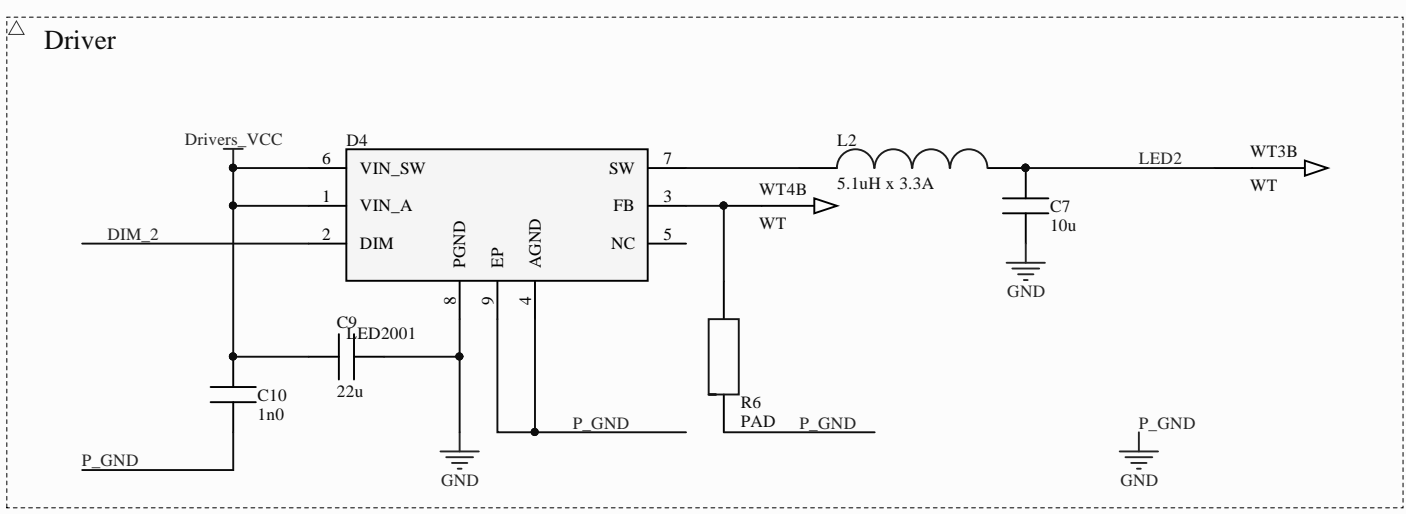 Driver
Drivers_VCC
D4
L2
WT3B
6
VIN_SW
SW
7
LED2
5.1uH x 3.3A
WT
WT4B
1
VIN_A
FB
3
C7
10u
WT
DIM_2
2
DIM
NC
5
PGND
EP
AGND
GND
8
9
4
C9
LED2001
22u
C10
1n0
R6
PAD
P_GND
P_GND
P_GND
P_GND
GND
GND